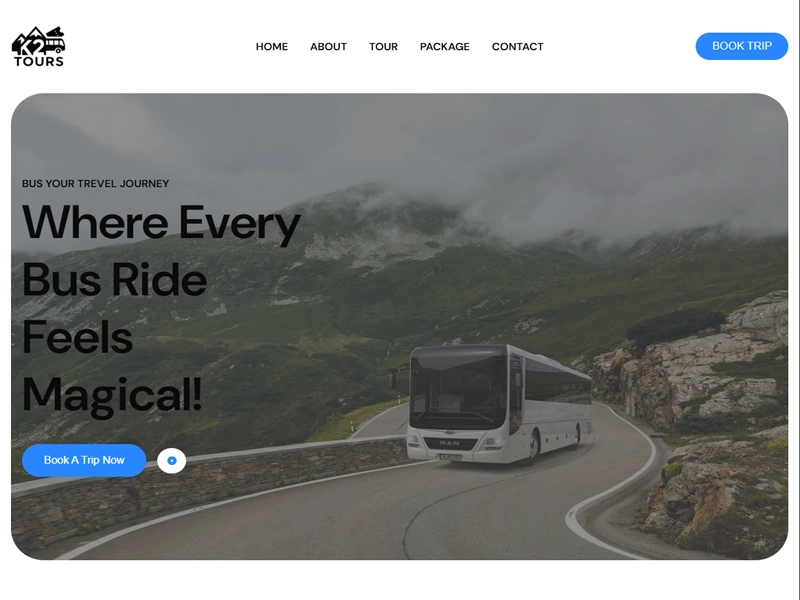 K2
TOURS
HOME
ABOUT
TOUR
PACKAGE
CONTACT
BOOK TRIP
BUS YOUR TREVEL JOURNEY
Where Every
Bus Ride
Feels
Magical!
MAN
Book A Trip Now